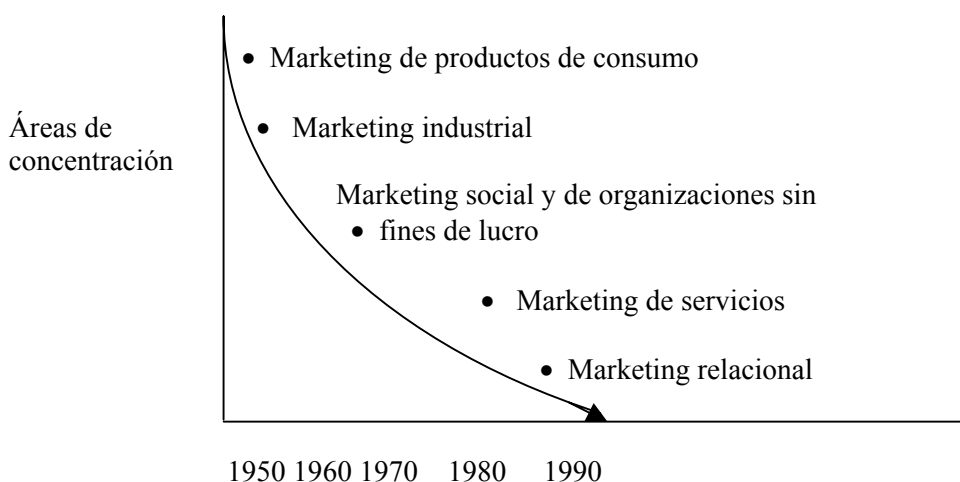 • Marketing de productos de consumo
Áreas de
concentración
• Marketing industrial
Marketing social y de organizaciones sin
• fines de lucro
• Marketing de servicios
• Marketing relacional
1950 1960 1970 1980 1990